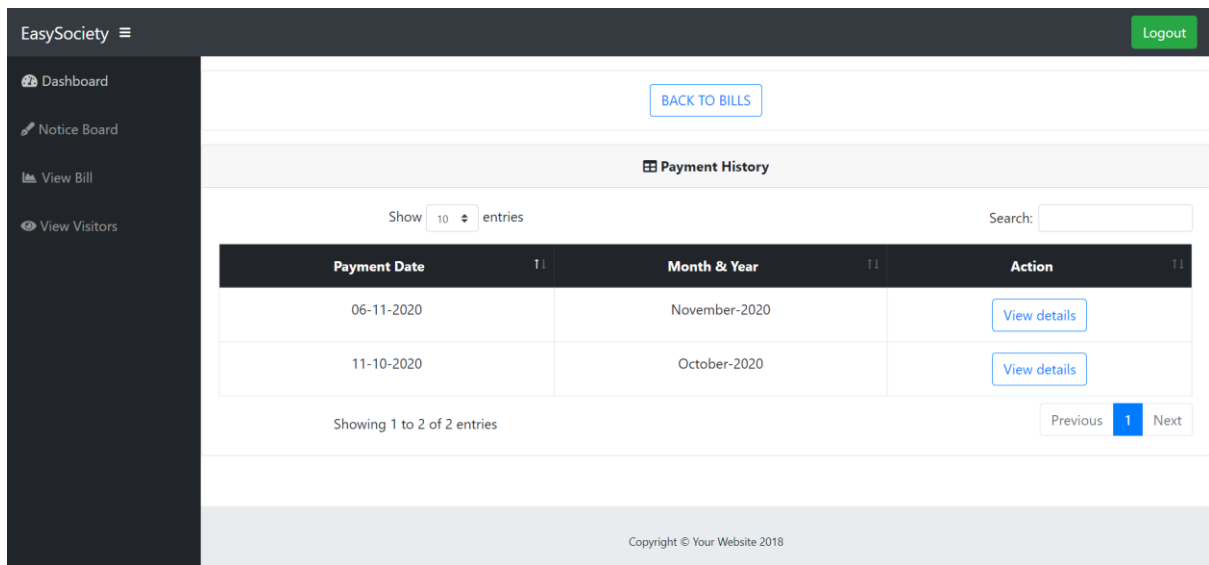 EasySociety
Logout
Dashboard
Notice Board
View Bill
View Visitors
BACK TO BILLS
Payment History
Show 10 entries
Search:
Payment Date Month & Year Action
06-11-2020 November-2020 View details
11-10-2020 October-2020 View details
Showing 1 to 2 of 2 entries
Previous 1 Next
Copyright © Your Website 2018